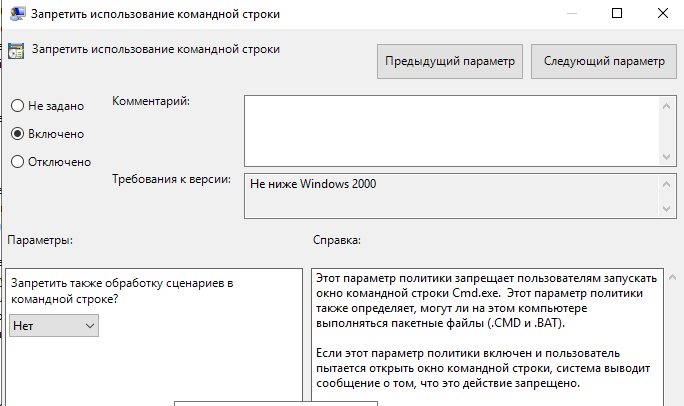 Запретить использование командной строки
Запретить использование командной строки
Предыдущий параметр
Следующий параметр
Не задано
Комментарий:
Включено
Отключено
Требования к версии:
Не ниже Windows 2000
Параметры:
Справка:
Запретить также обработку сценариев в
командной строке?
Нет
Этот параметр политики запрещает пользователям запускать
окно командной строки Cmd.exe.  Этот параметр политики
также определяет, могут ли на этом компьютере
выполняться пакетные файлы (.CMD и .BAT).
Если этот параметр политики включен и пользователь
пытается открыть окно командной строки, система выводит
сообщение о том, что это действие запрещено.